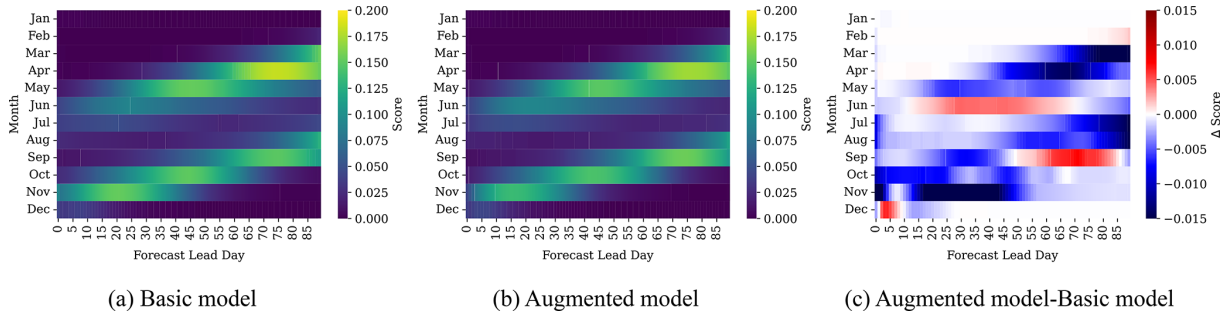 Jan
Feb
Mar
Apr
May
Jun
Jul
Aug
Sep
Oct
Nov
Dec
Month
0
5
10
15
20
25
30
35
40
45
50
55
60
65
70
75
80
85
Forecast Lead Day
0.200
0.175
0.150
0.125
0.100
0.075
0.050
0.025
0.000
Score
(a) Basic model
Jan
Feb
Mar
Apr
May
Jun
Jul
Aug
Sep
Oct
Nov
Dec
Month
0
5
10
15
20
25
30
35
40
45
50
55
60
65
70
75
80
85
Forecast Lead Day
0.200
0.175
0.150
0.125
0.100
0.075
0.050
0.025
0.000
Score
(b) Augmented model
Jan
Feb
Mar
Apr
May
Jun
Jul
Aug
Sep
Oct
Nov
Dec
Month
0
5
10
15
20
25
30
35
40
45
50
55
60
65
70
75
80
85
Forecast Lead Day
0.015
0.010
0.005
0.000
−0.005
−0.010
−0.015
Δ Score
(c) Augmented model-Basic model